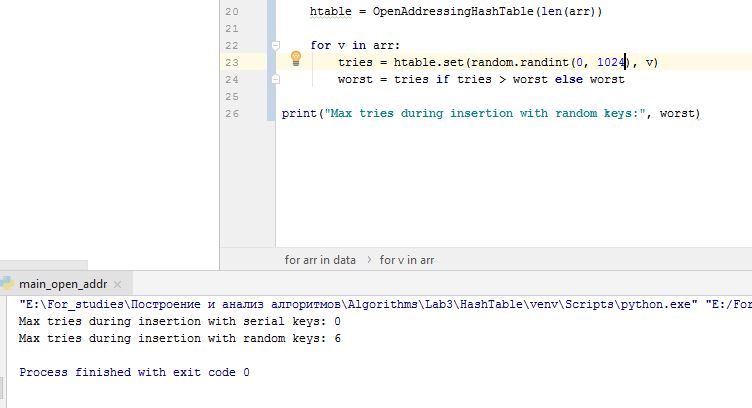 20 htable = OpenAddressingHashTable(len(arr))
21
22 for v in arr:
23 tries = htable.set(random.randint(0, 1024), v)
24 worst = tries if tries > worst else worst
25
26 print("Max tries during insertion with random keys:", worst)
for arr in data › for v in arr
main_open_addr ×
"E:\For_studies\Построение и анализ алгоритмов\Algorithms\Lab3\HashTable\venv\Scripts\python.exe" "E:/For
Max tries during insertion with serial keys: 0
Max tries during insertion with random keys: 6
Process finished with exit code 0